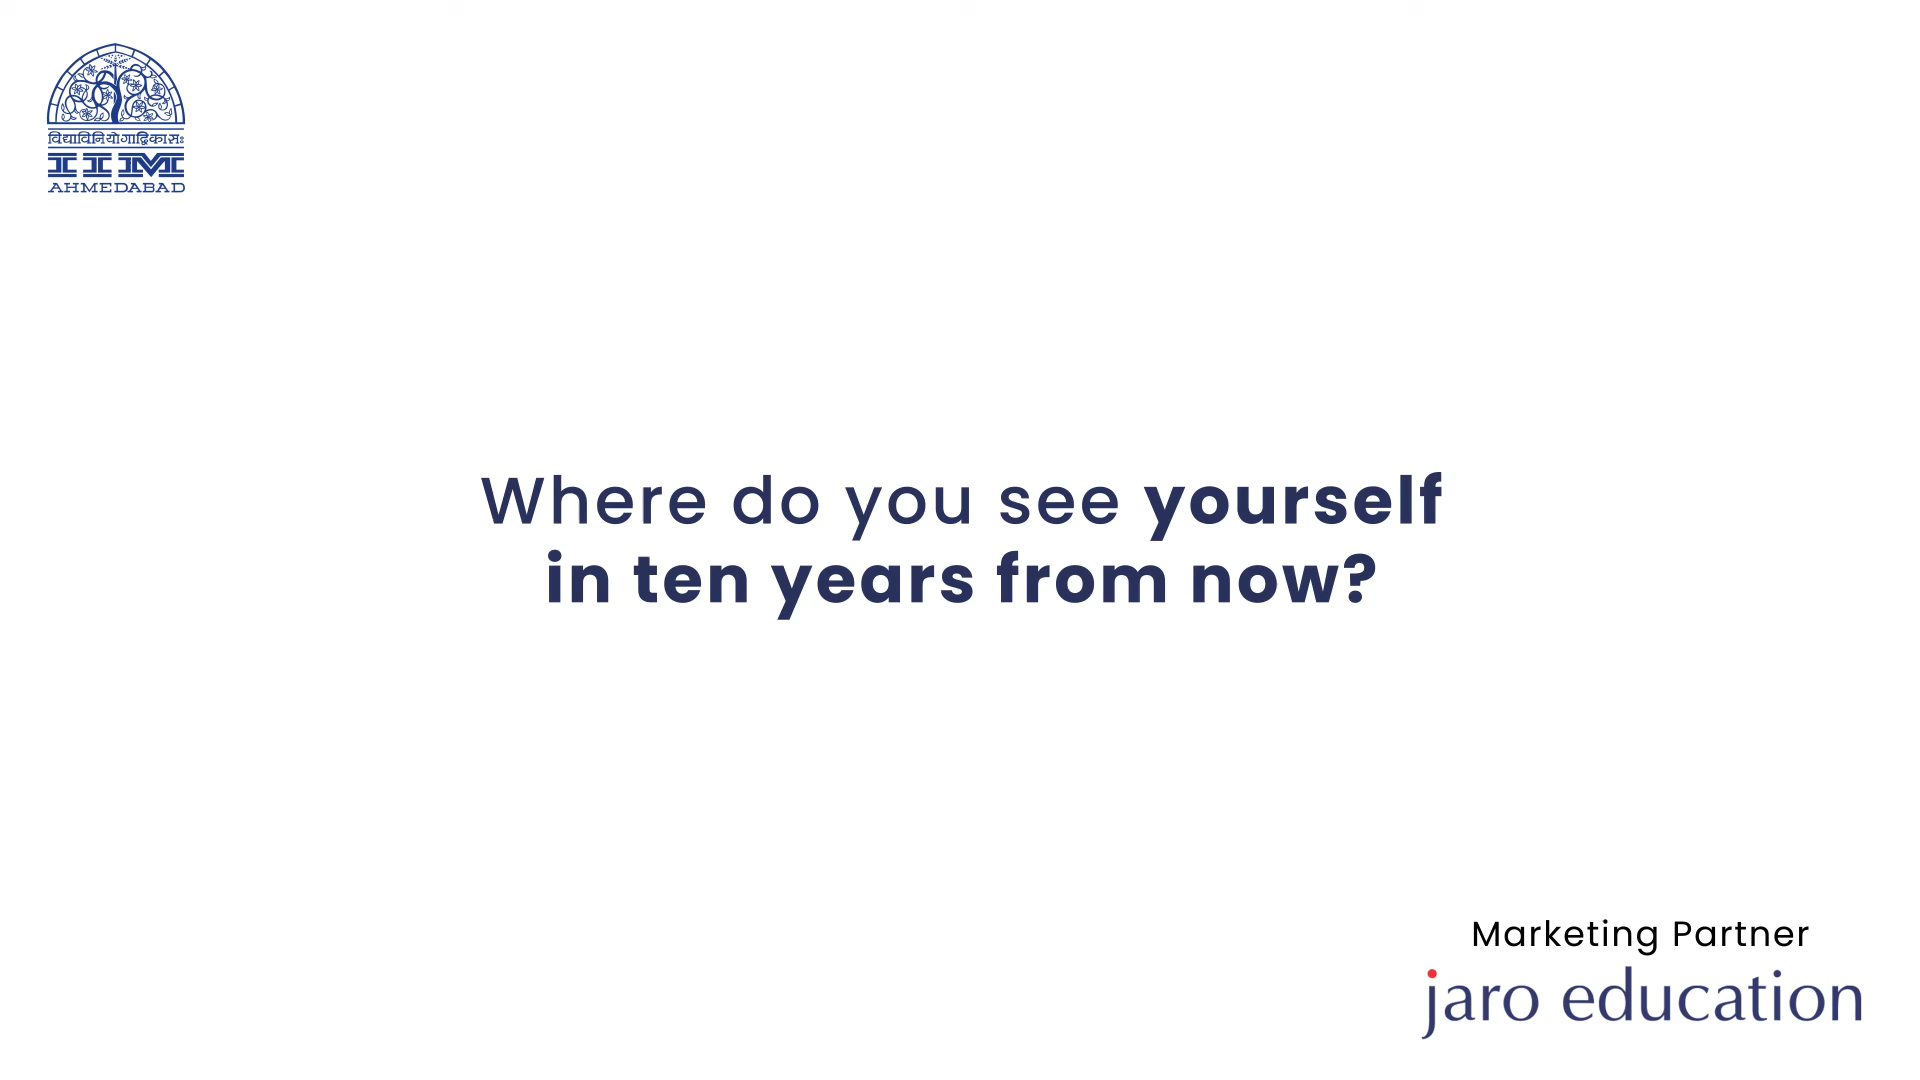 विद्याविनियोगाद्विकासः
IIM
AHMEDABAD
Where do you see yourself
in ten years from now?
Marketing Partner
jaro education